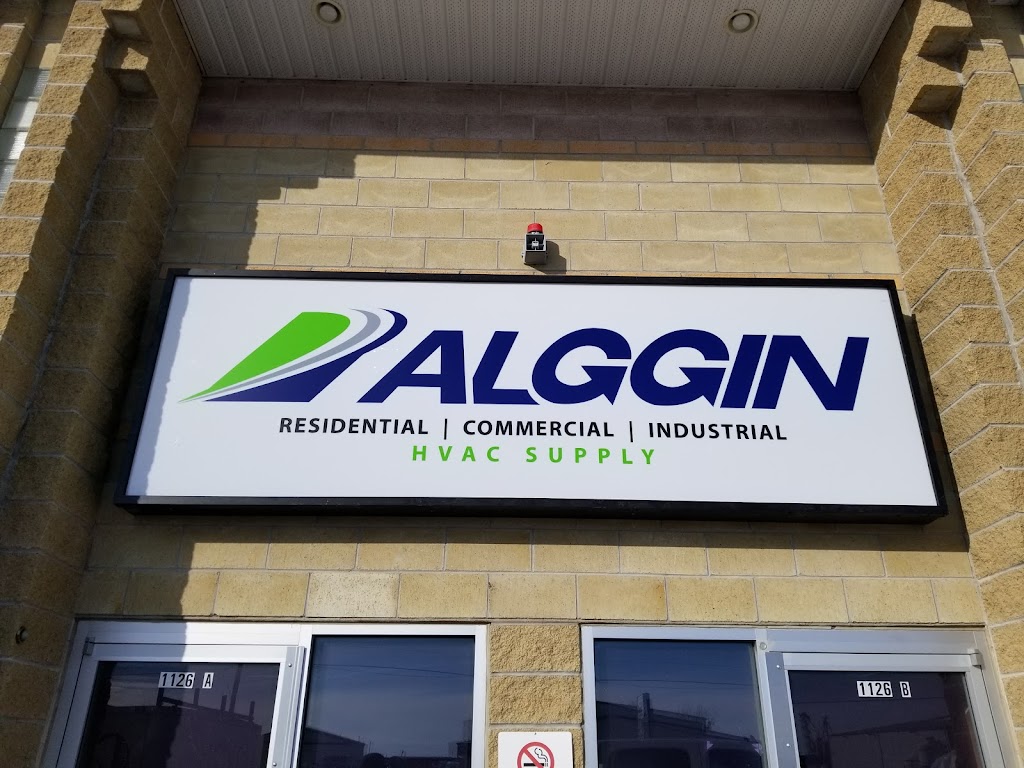 ALGGIN
RESIDENTIAL | COMMERCIAL | INDUSTRIAL
HVAC SUPPLY
1126 A
1126 B